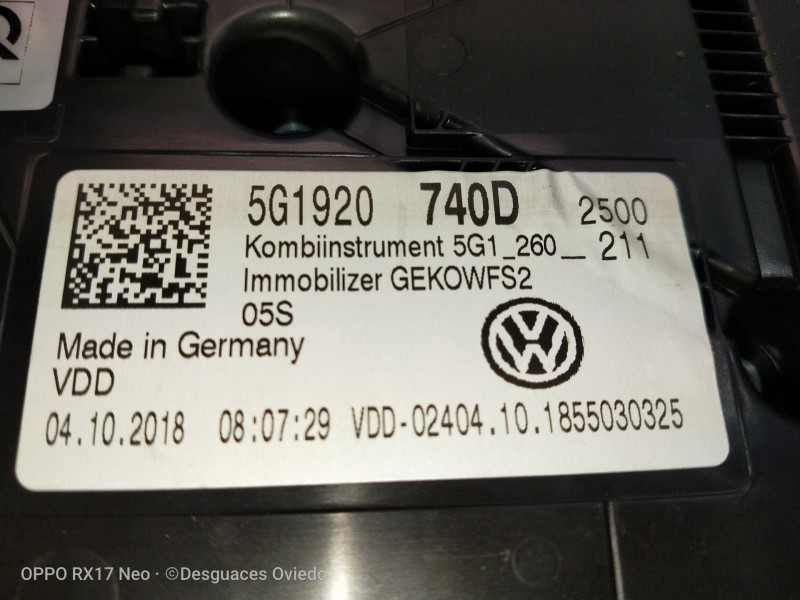 5G1920 740D 2500
Kombiinstrument 5G1_260__ 211
Immobilizer GEKOWFS2
05S
Made in Germany
VDD
04.10.2018 08:07:29 VDD-02404.10.1855030325
OPPO RX17 Neo · ©Desguaces Oviedo